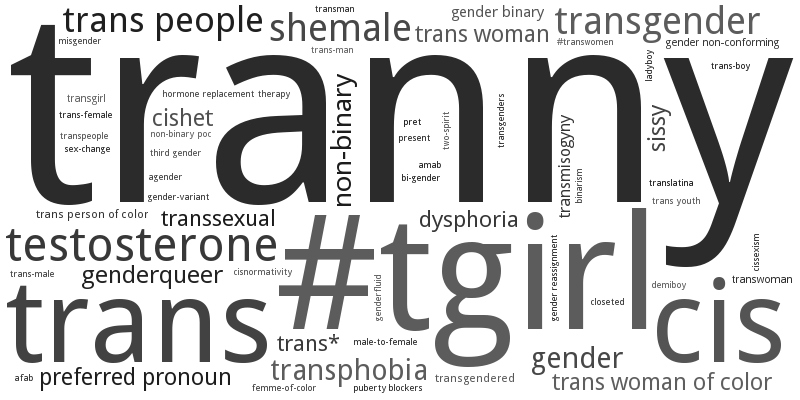 transman
gender binary
trans people
shemale
transgender
trans woman
misgender
trans-man
#transwomen
gender non-conforming
tranny
ladyboy
trans-boy
transgirl
hormone replacement therapy
trans-female
cishet
non-binary
transgenders
sissy
transpeople
non-binary poc
pret
two-spirit
transmisogyny
sex-change
third gender
present
amab
binarism
agender
bi-gender
translatina
gender-variant
trans youth
trans person of color
transsexual
dysphoria
testosterone
#tgirl
gender reassignment
cissexism
trans-male
genderqueer
cisnormativity
genderfluid
closeted
demiboy
transwoman
trans
cis
trans*
male-to-female
gender
afab
preferred pronoun
transphobia
transgendered
femme-of-color
puberty blockers
trans woman of color